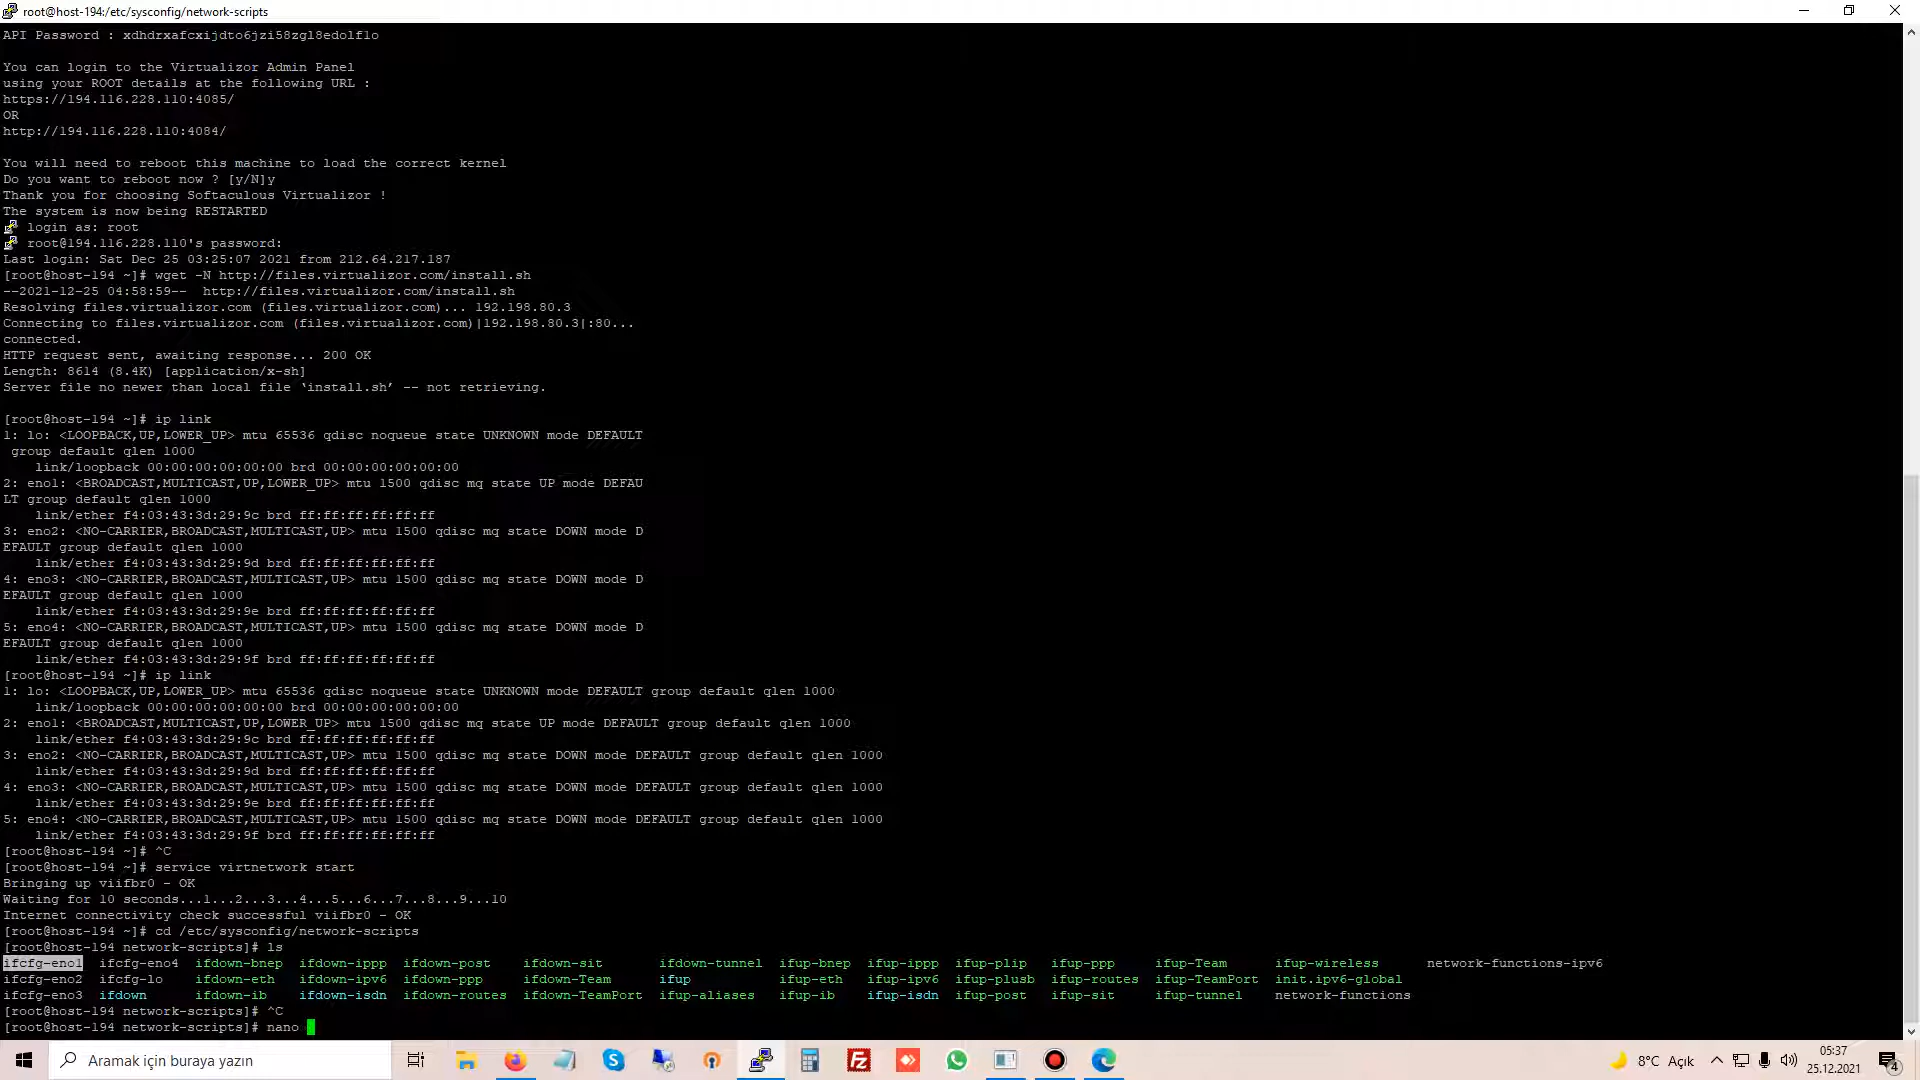 root@host-194:/etc/sysconfig/network-scripts
API Password : xdhdrxafcxijdto6jzi58zgl8edolf1o
You can login to the Virtualizor Admin Panel
using your ROOT details at the following URL :
https://194.116.228.110:4085/
OR
http://194.116.228.110:4084/
You will need to reboot this machine to load the correct kernel
Do you want to reboot now ? [y/N]y
Thank you for choosing Softaculous Virtualizor !
The system is now being RESTARTED
login as: root
root@194.116.228.110's password:
Last login: Sat Dec 25 03:25:07 2021 from 212.64.217.187
[root@host-194 ~]# wget -N http://files.virtualizor.com/install.sh
--2021-12-25 04:58:59--  http://files.virtualizor.com/install.sh
Resolving files.virtualizor.com (files.virtualizor.com)... 192.198.80.3
Connecting to files.virtualizor.com (files.virtualizor.com)|192.198.80.3|:80...
connected.
HTTP request sent, awaiting response... 200 OK
Length: 8614 (8.4K) [application/x-sh]
Server file no newer than local file ‘install.sh’ -- not retrieving.
[root@host-194 ~]# ip link
1: lo: <LOOPBACK,UP,LOWER_UP> mtu 65536 qdisc noqueue state UNKNOWN mode DEFAULT
group default qlen 1000
link/loopback 00:00:00:00:00:00 brd 00:00:00:00:00:00
2: eno1: <BROADCAST,MULTICAST,UP,LOWER_UP> mtu 1500 qdisc mq state UP mode DEFAU
LT group default qlen 1000
link/ether f4:03:43:3d:29:9c brd ff:ff:ff:ff:ff:ff
3: eno2: <NO-CARRIER,BROADCAST,MULTICAST,UP> mtu 1500 qdisc mq state DOWN mode D
EFAULT group default qlen 1000
link/ether f4:03:43:3d:29:9d brd ff:ff:ff:ff:ff:ff
4: eno3: <NO-CARRIER,BROADCAST,MULTICAST,UP> mtu 1500 qdisc mq state DOWN mode D
EFAULT group default qlen 1000
link/ether f4:03:43:3d:29:9e brd ff:ff:ff:ff:ff:ff
5: eno4: <NO-CARRIER,BROADCAST,MULTICAST,UP> mtu 1500 qdisc mq state DOWN mode D
EFAULT group default qlen 1000
link/ether f4:03:43:3d:29:9f brd ff:ff:ff:ff:ff:ff
[root@host-194 ~]# ip link
1: lo: <LOOPBACK,UP,LOWER_UP> mtu 65536 qdisc noqueue state UNKNOWN mode DEFAULT group default qlen 1000
link/loopback 00:00:00:00:00:00 brd 00:00:00:00:00:00
2: eno1: <BROADCAST,MULTICAST,UP,LOWER_UP> mtu 1500 qdisc mq state UP mode DEFAULT group default qlen 1000
link/ether f4:03:43:3d:29:9c brd ff:ff:ff:ff:ff:ff
3: eno2: <NO-CARRIER,BROADCAST,MULTICAST,UP> mtu 1500 qdisc mq state DOWN mode DEFAULT group default qlen 1000
link/ether f4:03:43:3d:29:9d brd ff:ff:ff:ff:ff:ff
4: eno3: <NO-CARRIER,BROADCAST,MULTICAST,UP> mtu 1500 qdisc mq state DOWN mode DEFAULT group default qlen 1000
link/ether f4:03:43:3d:29:9e brd ff:ff:ff:ff:ff:ff
5: eno4: <NO-CARRIER,BROADCAST,MULTICAST,UP> mtu 1500 qdisc mq state DOWN mode DEFAULT group default qlen 1000
link/ether f4:03:43:3d:29:9f brd ff:ff:ff:ff:ff:ff
[root@host-194 ~]# ^C
[root@host-194 ~]# service virtnetwork start
Bringing up viifbr0 - OK
Waiting for 10 seconds...1...2...3...4...5...6...7...8...9...10
Internet connectivity check successful viifbr0 - OK
[root@host-194 ~]# cd /etc/sysconfig/network-scripts
[root@host-194 network-scripts]# ls
ifcfg-eno1  ifcfg-eno4  ifdown-bnep  ifdown-ippp  ifdown-post  ifdown-sit  ifdown-tunnel  ifup-bnep  ifup-ippp  ifup-plip  ifup-ppp  ifup-Team  ifup-wireless  network-functions-ipv6
ifcfg-eno2  ifcfg-lo  ifdown-eth  ifdown-ipv6  ifdown-ppp  ifdown-Team  ifup  ifup-eth  ifup-ipv6  ifup-plusb  ifup-routes  ifup-TeamPort  init.ipv6-global
ifcfg-eno3  ifdown  ifdown-ib  ifdown-isdn  ifdown-routes  ifdown-TeamPort  ifup-aliases  ifup-ib  ifup-isdn  ifup-post  ifup-sit  ifup-tunnel  network-functions
[root@host-194 network-scripts]# ^C
[root@host-194 network-scripts]# nano
Aramak için buraya yazın
8°C Açık
05:37
25.12.2021
4